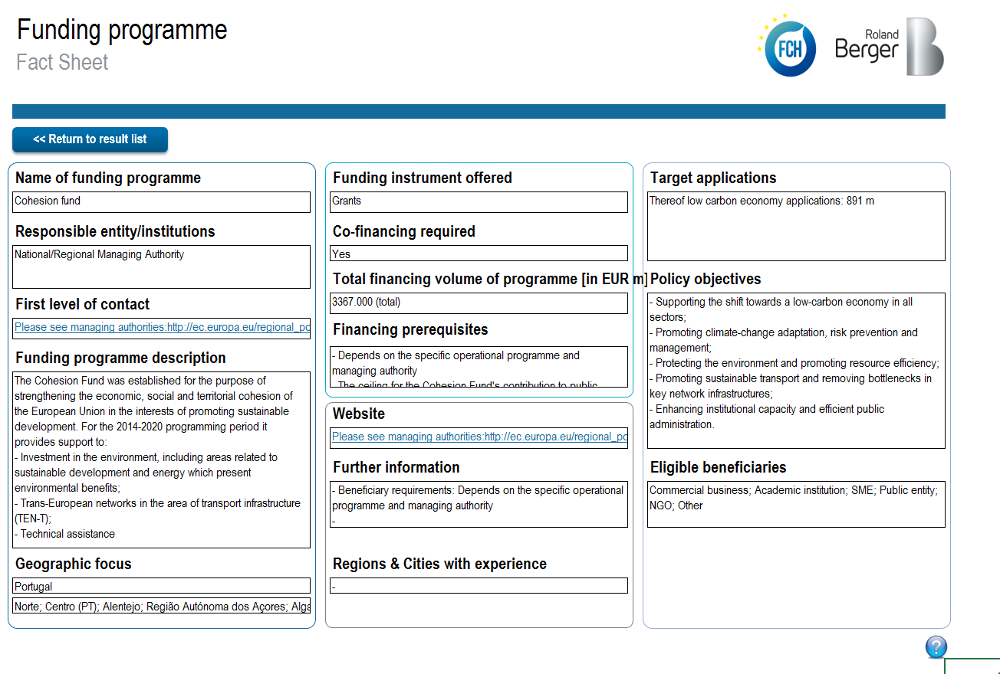 Funding programme
Fact Sheet
FCH
Roland
Berger
<< Return to result list
Name of funding programme
Cohesion fund
Responsible entity/institutions
National/Regional Managing Authority
First level of contact
Please see managing authorities:http://ec.europa.eu/regional_po
Funding programme description
The Cohesion Fund was established for the purpose of
strengthening the economic, social and territorial cohesion of
the European Union in the interests of promoting sustainable
development. For the 2014-2020 programming period it
provides support to:
- Investment in the environment, including areas related to
sustainable development and energy which present
environmental benefits;
- Trans-European networks in the area of transport infrastructure
(TEN-T);
- Technical assistance
Geographic focus
Portugal
Norte; Centro (PT); Alentejo; Região Autónoma dos Açores; Alga
Funding instrument offered
Grants
Co-financing required
Yes
Total financing volume of programme [in EUR m]
3367.000 (total)
Financing prerequisites
- Depends on the specific operational programme and
managing authority
- The ceiling for the Cohesion Fund's contribution to public
Website
Please see managing authorities:http://ec.europa.eu/regional_po
Further information
- Beneficiary requirements: Depends on the specific operational
programme and managing authority
-
Regions & Cities with experience
-
Target applications
Thereof low carbon economy applications: 891 m
Policy objectives
- Supporting the shift towards a low-carbon economy in all
sectors;
- Promoting climate-change adaptation, risk prevention and
management;
- Protecting the environment and promoting resource efficiency;
- Promoting sustainable transport and removing bottlenecks in
key network infrastructures;
- Enhancing institutional capacity and efficient public
administration.
Eligible beneficiaries
Commercial business; Academic institution; SME; Public entity;
NGO; Other
?